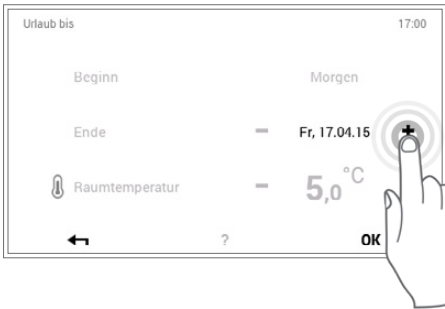 Urlaub bis 17:00
Beginn Morgen
Ende – Fr, 17.04.15 +
Raumtemperatur – 5,0°C
? OK